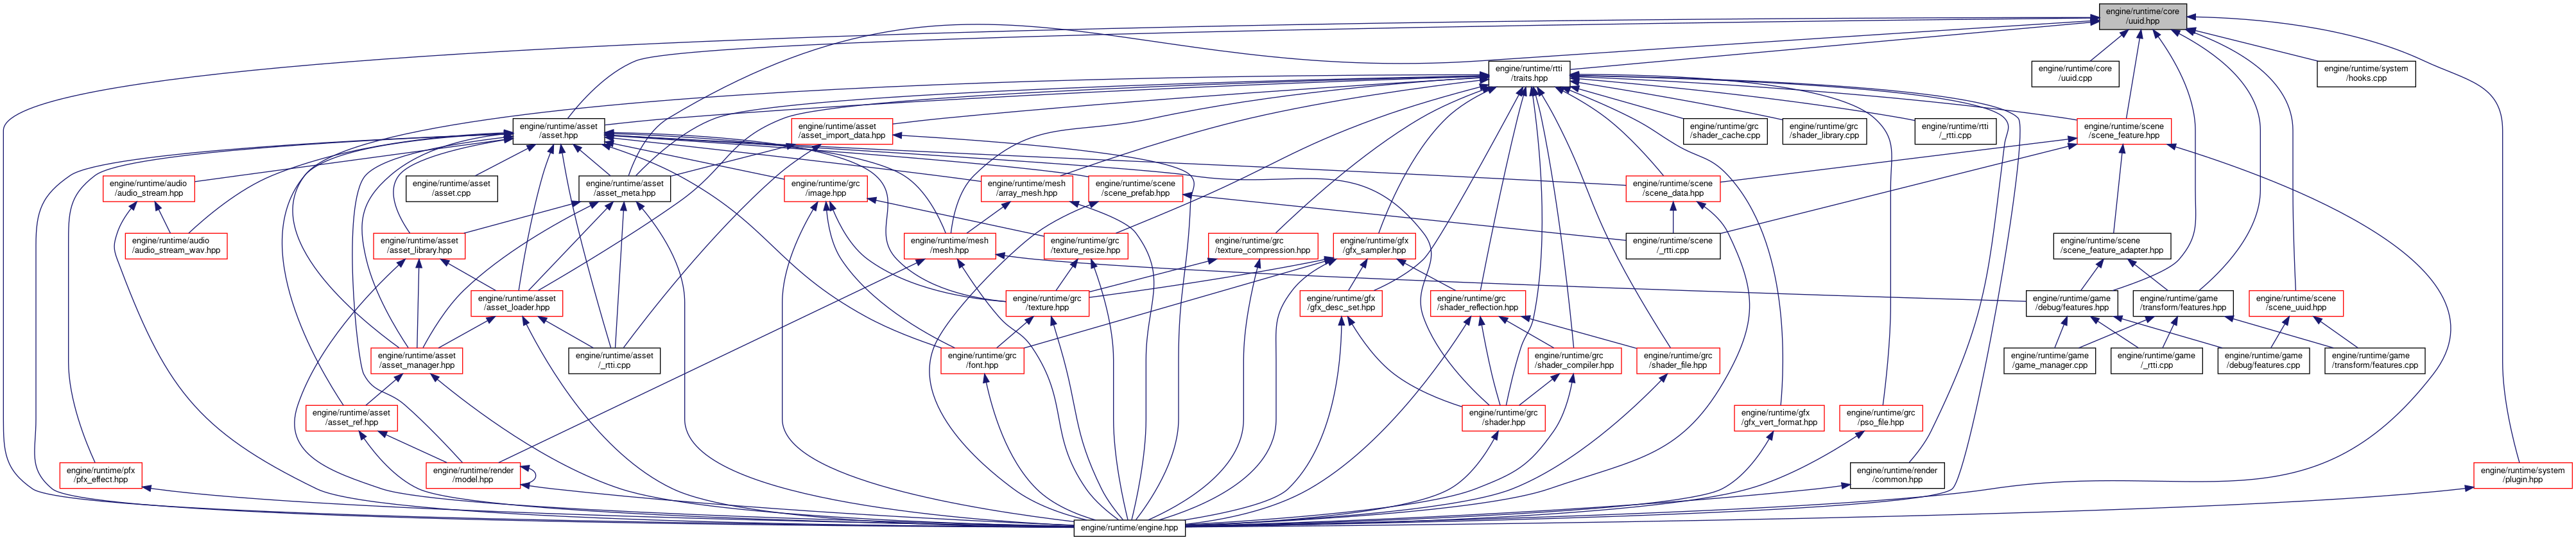 engine/runtime/core
/uuid.hpp
engine/runtime/rtti
/traits.hpp
engine/runtime/core
/uuid.cpp
engine/runtime/system
/hooks.cpp
engine/runtime/asset
/asset.hpp
engine/runtime/asset
/asset_import_data.hpp
engine/runtime/grc
/shader_cache.cpp
engine/runtime/grc
/shader_library.cpp
engine/runtime/rtti
/_rtti.cpp
engine/runtime/scene
/scene_feature.hpp
engine/runtime/audio
/audio_stream.hpp
engine/runtime/asset
/asset.cpp
engine/runtime/asset
/asset_meta.hpp
engine/runtime/grc
/image.hpp
engine/runtime/mesh
/array_mesh.hpp
engine/runtime/scene
/scene_prefab.hpp
engine/runtime/scene
/scene_data.hpp
engine/runtime/audio
/audio_stream_wav.hpp
engine/runtime/asset
/asset_library.hpp
engine/runtime/mesh
/mesh.hpp
engine/runtime/grc
/texture_resize.hpp
engine/runtime/grc
/texture_compression.hpp
engine/runtime/gfx
/gfx_sampler.hpp
engine/runtime/scene
/_rtti.cpp
engine/runtime/scene
/scene_feature_adapter.hpp
engine/runtime/asset
/asset_loader.hpp
engine/runtime/grc
/texture.hpp
engine/runtime/gfx
/gfx_desc_set.hpp
engine/runtime/grc
/shader_reflection.hpp
engine/runtime/game
/debug/features.hpp
engine/runtime/game
/transform/features.hpp
engine/runtime/scene
/scene_uuid.hpp
engine/runtime/asset
/asset_manager.hpp
engine/runtime/asset
/_rtti.cpp
engine/runtime/grc
/font.hpp
engine/runtime/grc
/shader_compiler.hpp
engine/runtime/grc
/shader_file.hpp
engine/runtime/game
/game_manager.cpp
engine/runtime/game
/_rtti.cpp
engine/runtime/game
/debug/features.cpp
engine/runtime/game
/transform/features.cpp
engine/runtime/asset
/asset_ref.hpp
engine/runtime/grc
/shader.hpp
engine/runtime/gfx
/gfx_vert_format.hpp
engine/runtime/grc
/pso_file.hpp
engine/runtime/pfx
/pfx_effect.hpp
engine/runtime/render
/model.hpp
engine/runtime/render
/common.hpp
engine/runtime/system
/plugin.hpp
engine/runtime/engine.hpp